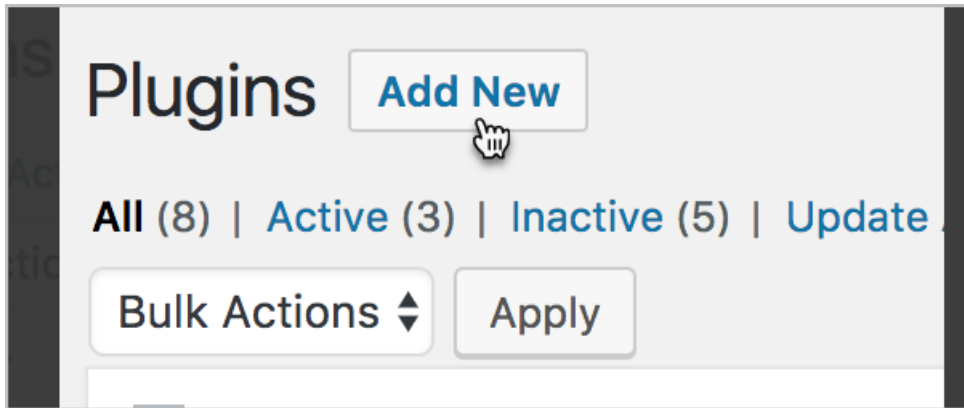 Plugins Add New
All (8) | Active (3) | Inactive (5) | Update
Bulk Actions Apply